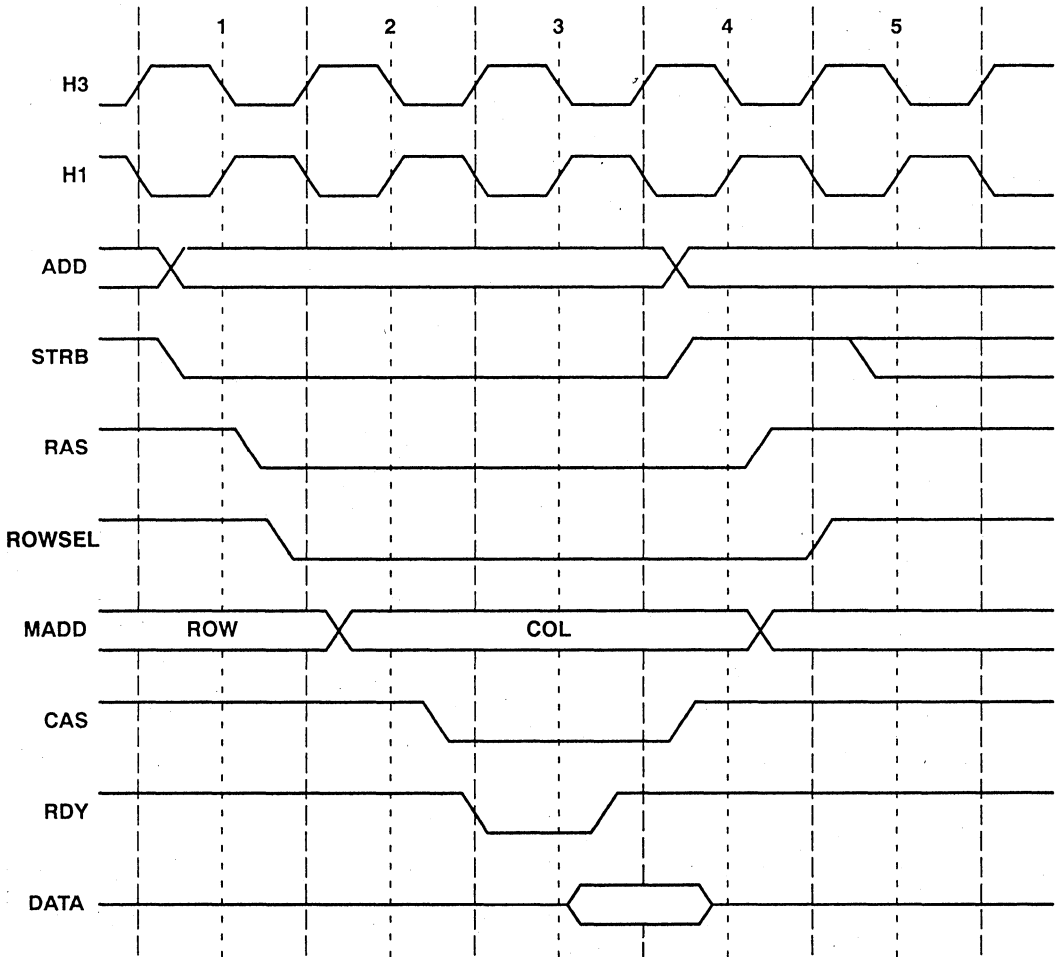 1 2 3 4 5
H3
H1
ADD
STRB
RAS
ROWSEL
MADD ROW COL
CAS
RDY
DATA